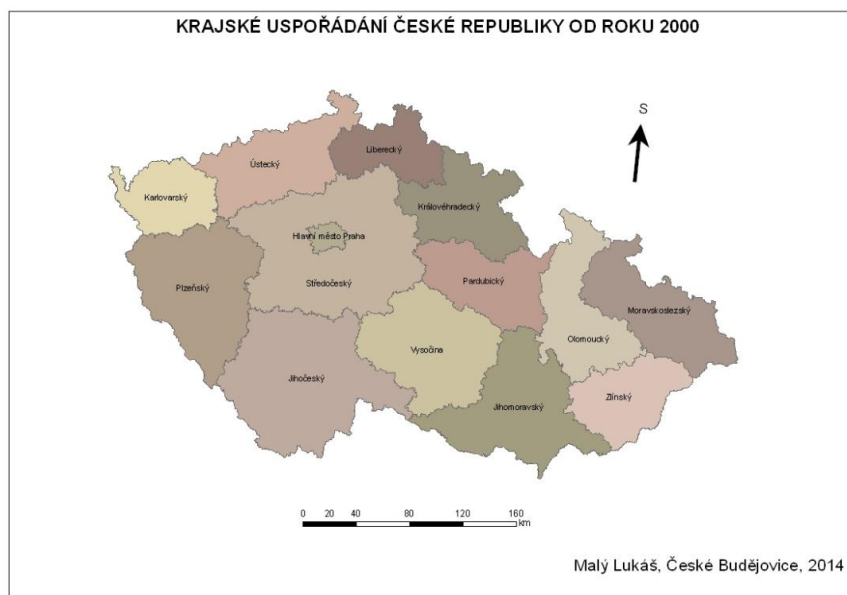 KRAJSKÉ USPOŘÁDÁNÍ ČESKÉ REPUBLIKY OD ROKU 2000
S
Liberecký
Ústecký
Karlovarský
Královéhradecký
Hlavní město Praha
Středočeský
Pardubický
Plzeňský
Moravskoslezský
Olomoucký
Vysočina
Jihočeský
Zlínský
Jihomoravský
0 20 40 80 120 160
km
Malý Lukáš, České Budějovice, 2014